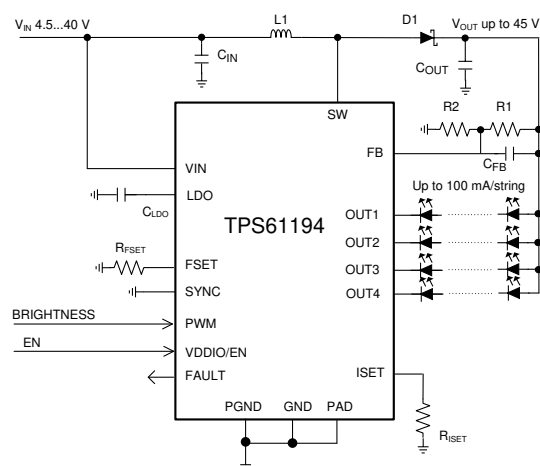 L1
D1
VIN 4.5...40 V
VOUT up to 45 V
CIN
COUT
R2
R1
SW
FB
CFB
VIN
LDO
CLDO
Up to 100 mA/string
TPS61194
OUT1
OUT2
OUT3
OUT4
RFSET
FSET
SYNC
BRIGHTNESS
PWM
EN
VDDIO/EN
FAULT
ISET
PGND
GND
PAD
RISET